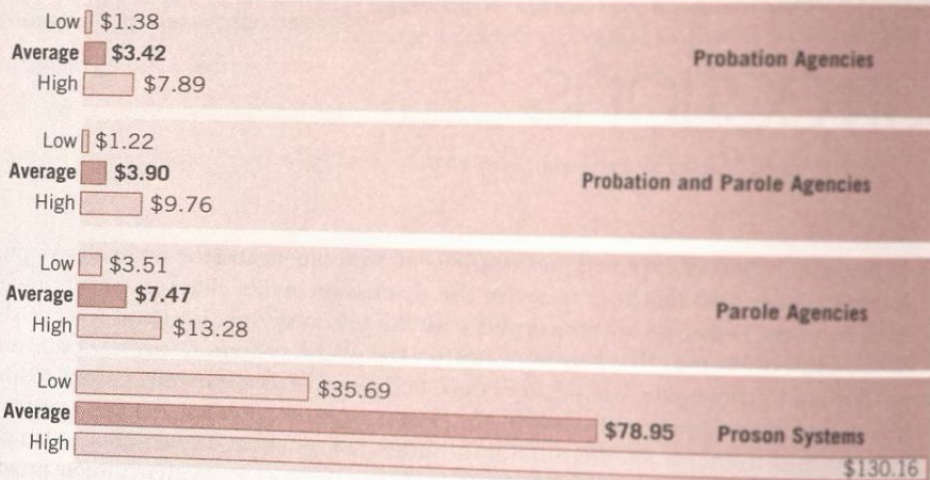 Low $1.38
Average $3.42
High $7.89
Probation Agencies
Low $1.22
Average $3.90
High $9.76
Probation and Parole Agencies
Low $3.51
Average $7.47
High $13.28
Parole Agencies
Low $35.69
Average $78.95
High $130.16
Proson Systems